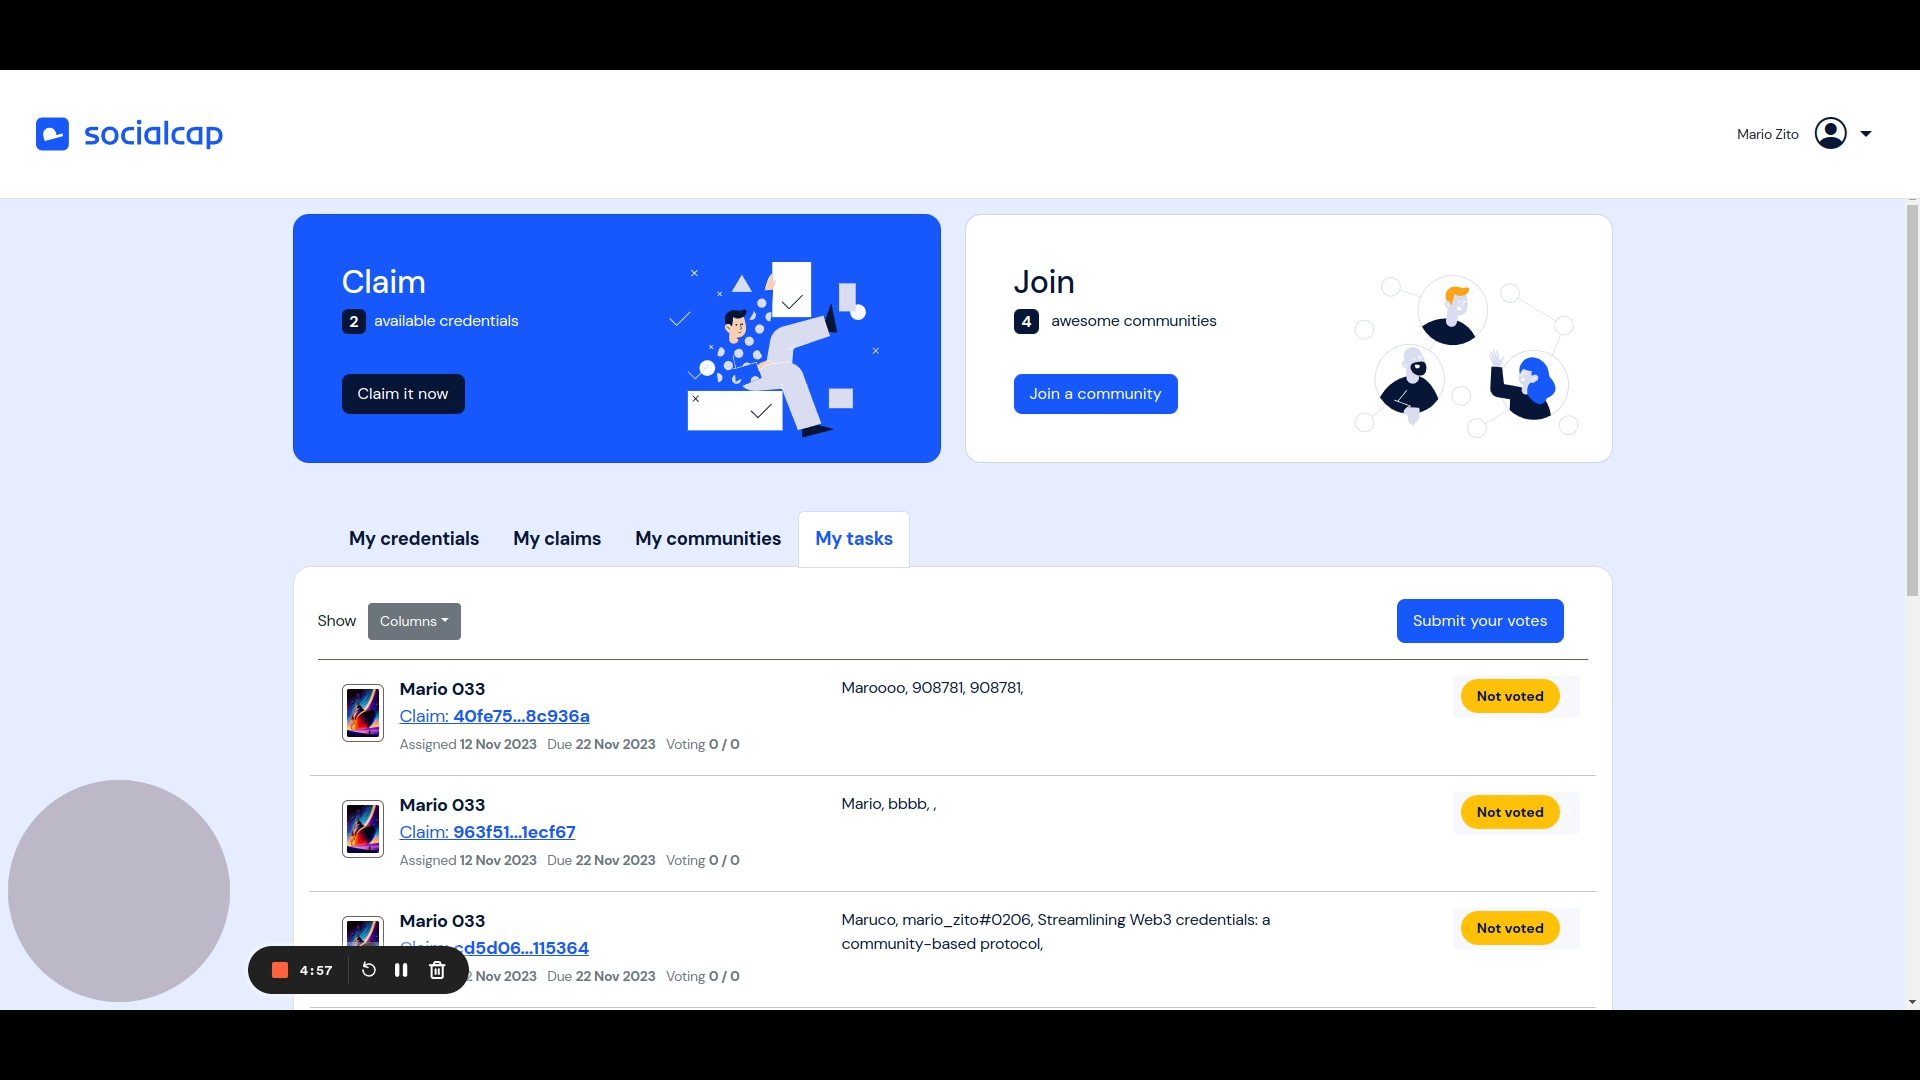 socialcap
Mario Zito
Claim
2 available credentials
Claim it now
Join
4 awesome communities
Join a community
My credentials My claims My communities My tasks
Show Columns Submit your votes
Mario 033
Claim: 40fe75...8c936a
Assigned 12 Nov 2023 Due 22 Nov 2023 Voting 0 / 0
Maroooo, 908781, 908781,
Not voted
Mario 033
Claim: 963f51...1ecf67
Assigned 12 Nov 2023 Due 22 Nov 2023 Voting 0 / 0
Mario, bbbb, ,
Not voted
Mario 033
Claim: cd5d06...115364
2 Nov 2023 Due 22 Nov 2023 Voting 0 / 0
Maruco, mario_zito#0206, Streamlining Web3 credentials: a
community-based protocol,
Not voted
4:57